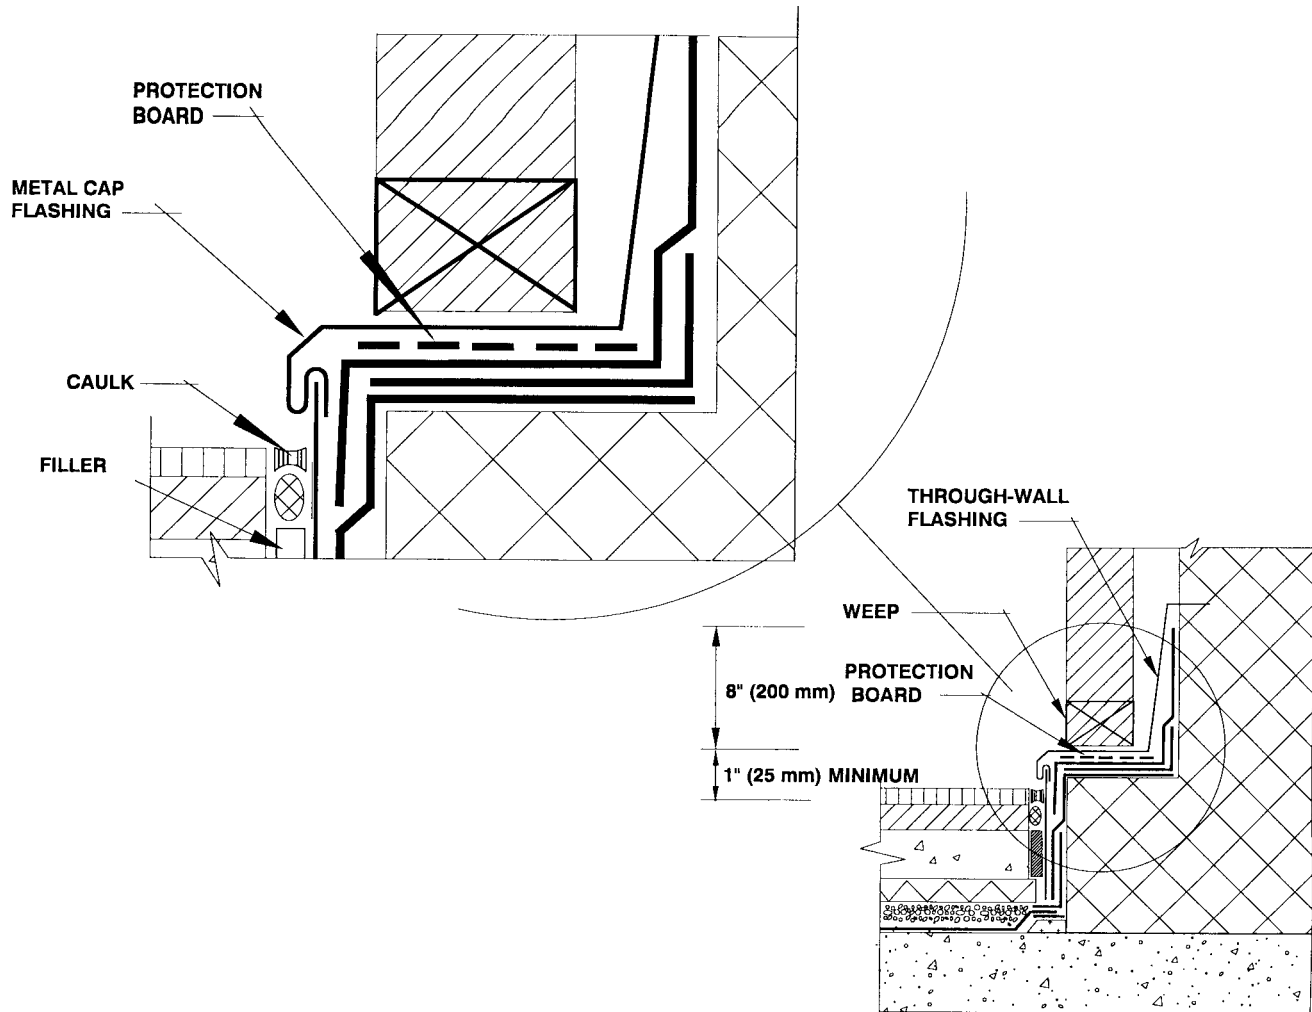 PROTECTION
BOARD
METAL CAP
FLASHING
CAULK
FILLER
THROUGH-WALL
FLASHING
WEEP
PROTECTION
BOARD
8" (200 mm)
1" (25 mm) MINIMUM